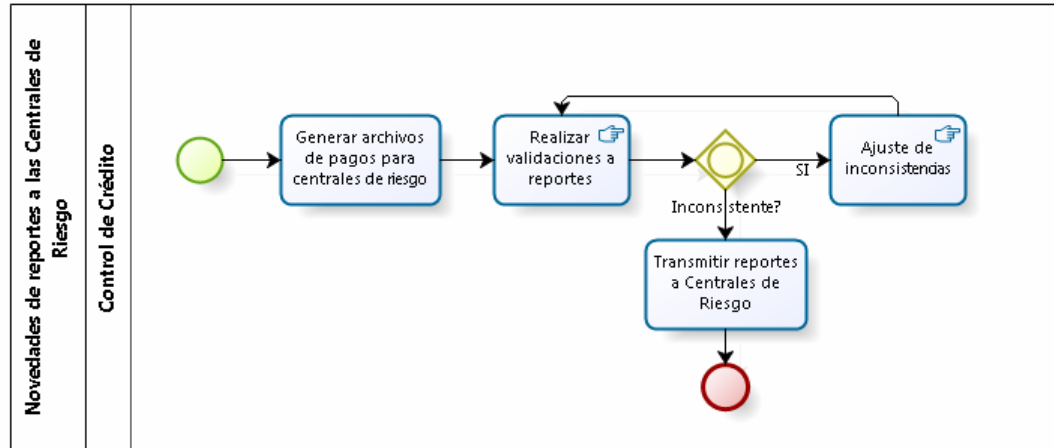 Novedades de reportes a las Centrales de
Riesgo
Control de Crédito
Generar archivos
de pagos para
centrales de riesgo
Realizar
validaciones a
reportes
Inconsistente?
SI
Ajuste de
inconsistencias
Transmitir reportes
a Centrales de
Riesgo